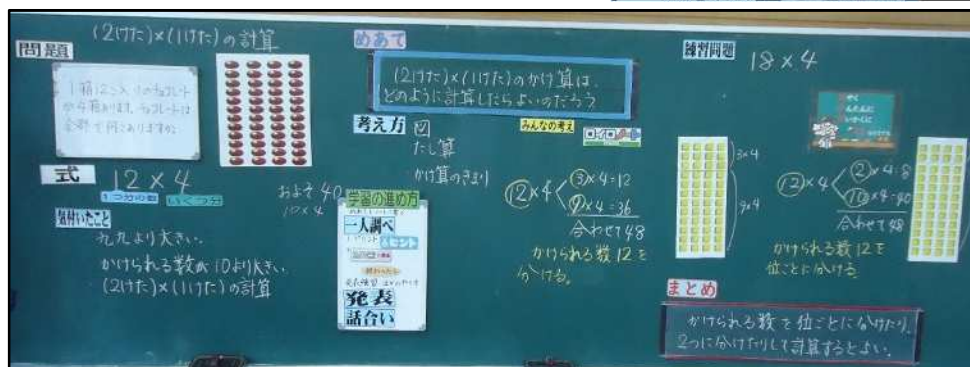 (2けた)×(1けた)の計算
問題
1箱12こ入りのチョコレートが4箱あります。チョコレートは全部で何こありますか。
式
12×4
1つ分の数
いくつ分
気付いたこと
九九より大きい。
かけられる数が10より大きい。
(2けた)×(1けた)の計算
およそ40
10×4
めあて
(2けた)×(1けた)のかけ算は、
どのように計算したらよいのだろう?
考え方
図
たし算
かけ算のきまり
学習の進め方
一人調べ
ヒント
発表
話合い
みんなの考え
ロイロノート
12×4
3×4=12
9×4=36
合わせて48
かけられる数12を
分ける。
練習問題
18×4
3×4
9×4
12×4
2×4=8
10×4=40
合わせて48
かけられる数12を
位ごとに分ける
まとめ
かけられる数を位ごとに分けたり、
2つに分けたりして計算するとよい。